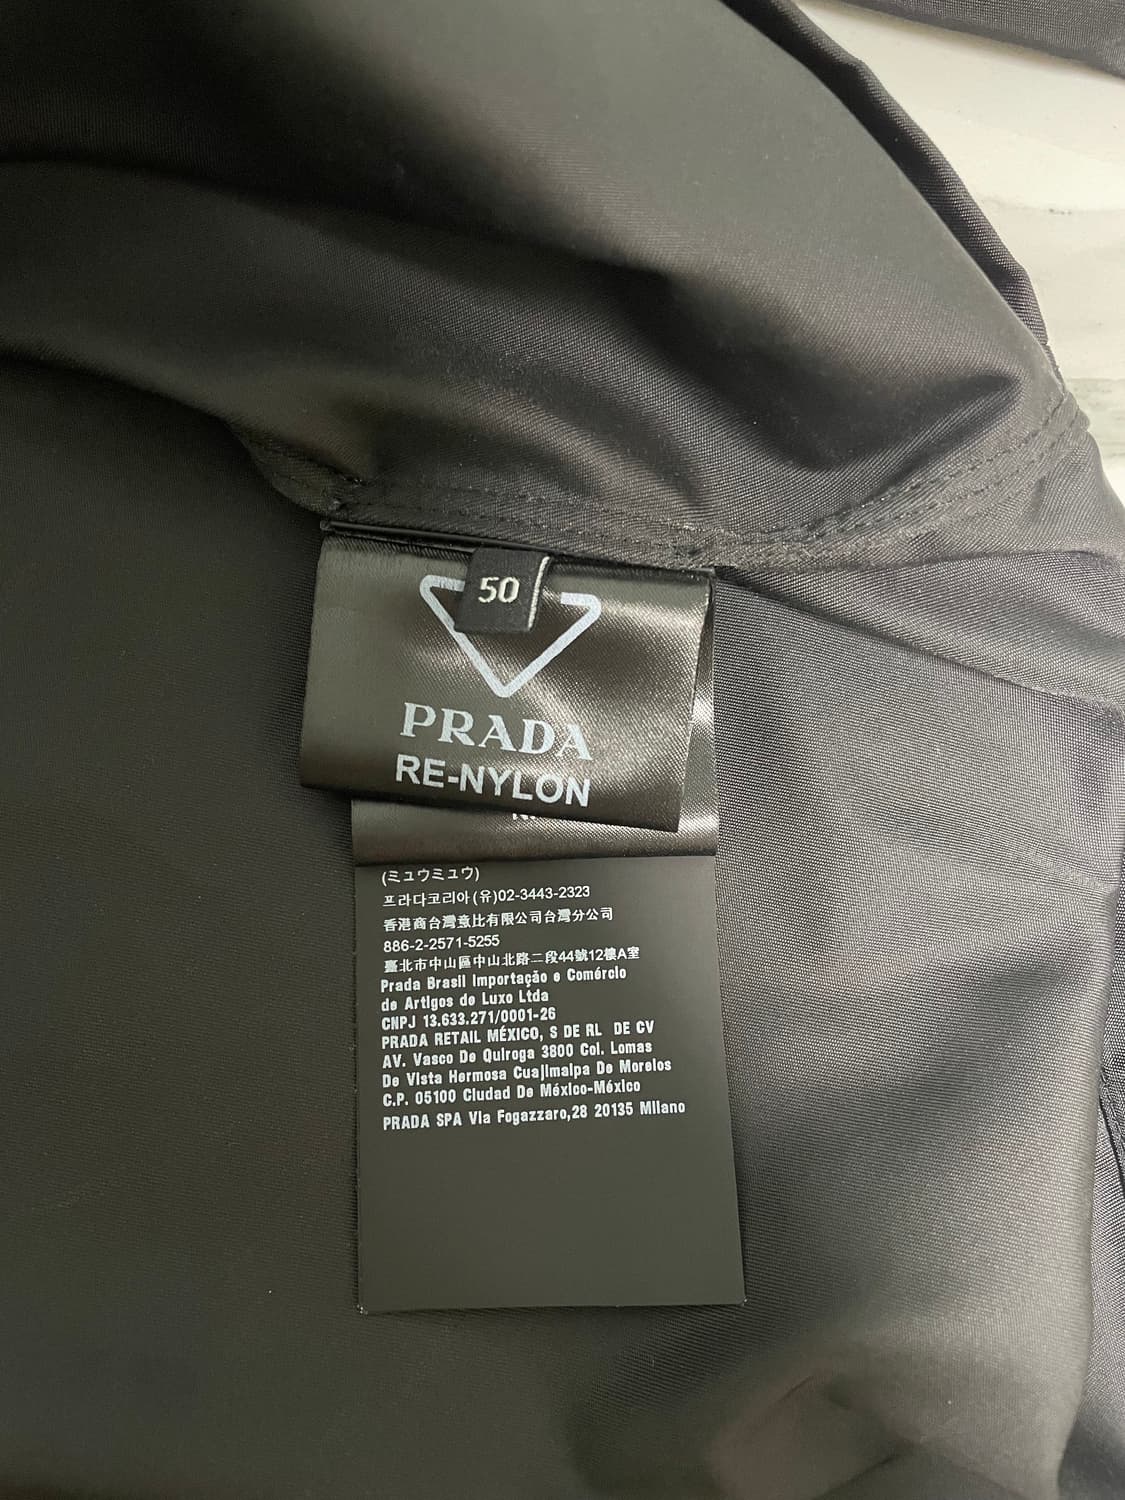 50
PRADA
RE-NYLON
(ミュウミュウ)
프라다코리아(유)02-3443-2323
香港商台灣意比有限公司台灣分公司
886-2-2571-5255
臺北市中山區中山北路二段44號12樓A室
Prada Brasil Importação e Comércio
de Artigos de Luxo Ltda
CNPJ 13.633.271/0001-26
PRADA RETAIL MÉXICO, S DE RL DE CV
AV. Vasco De Quiroga 3800 Col. Lomas
De Vista Hermosa Cuajimalpa De Morelos
C.P. 05100 Ciudad De México-México
PRADA SPA Via Fogazzaro,28 20135 Milano